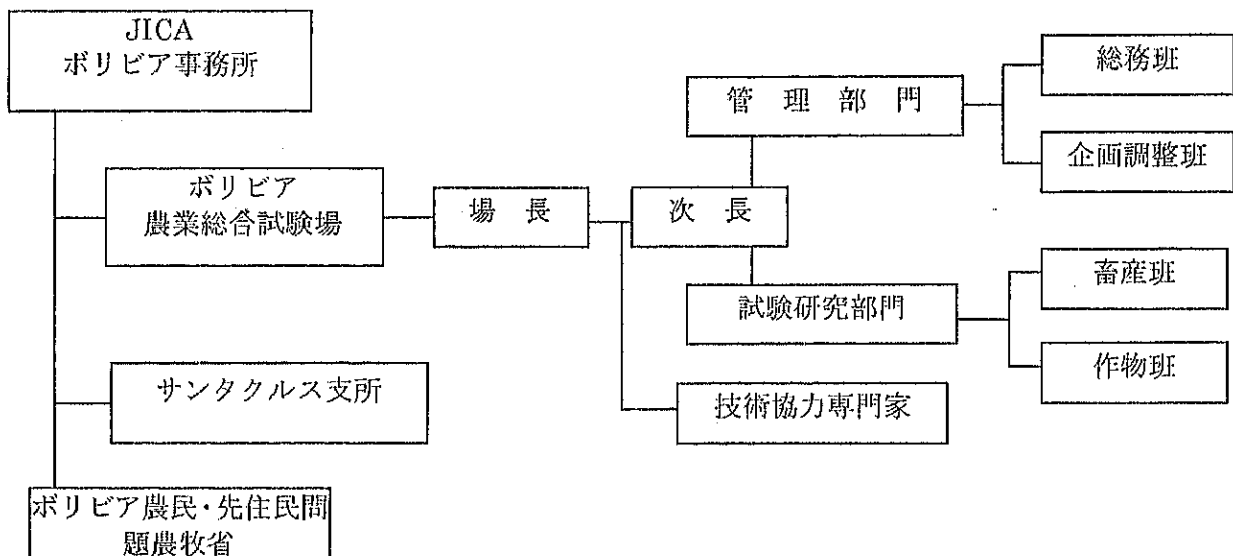 JICA
ボリビア事務所
総務班
管 理 部 門
企画調整班
ボリビア
農業総合試験場
場 長
次 長
畜産班
試験研究部門
作物班
サンタクルス支所
技術協力専門家
ボリビア農民・先住民問
題農牧省